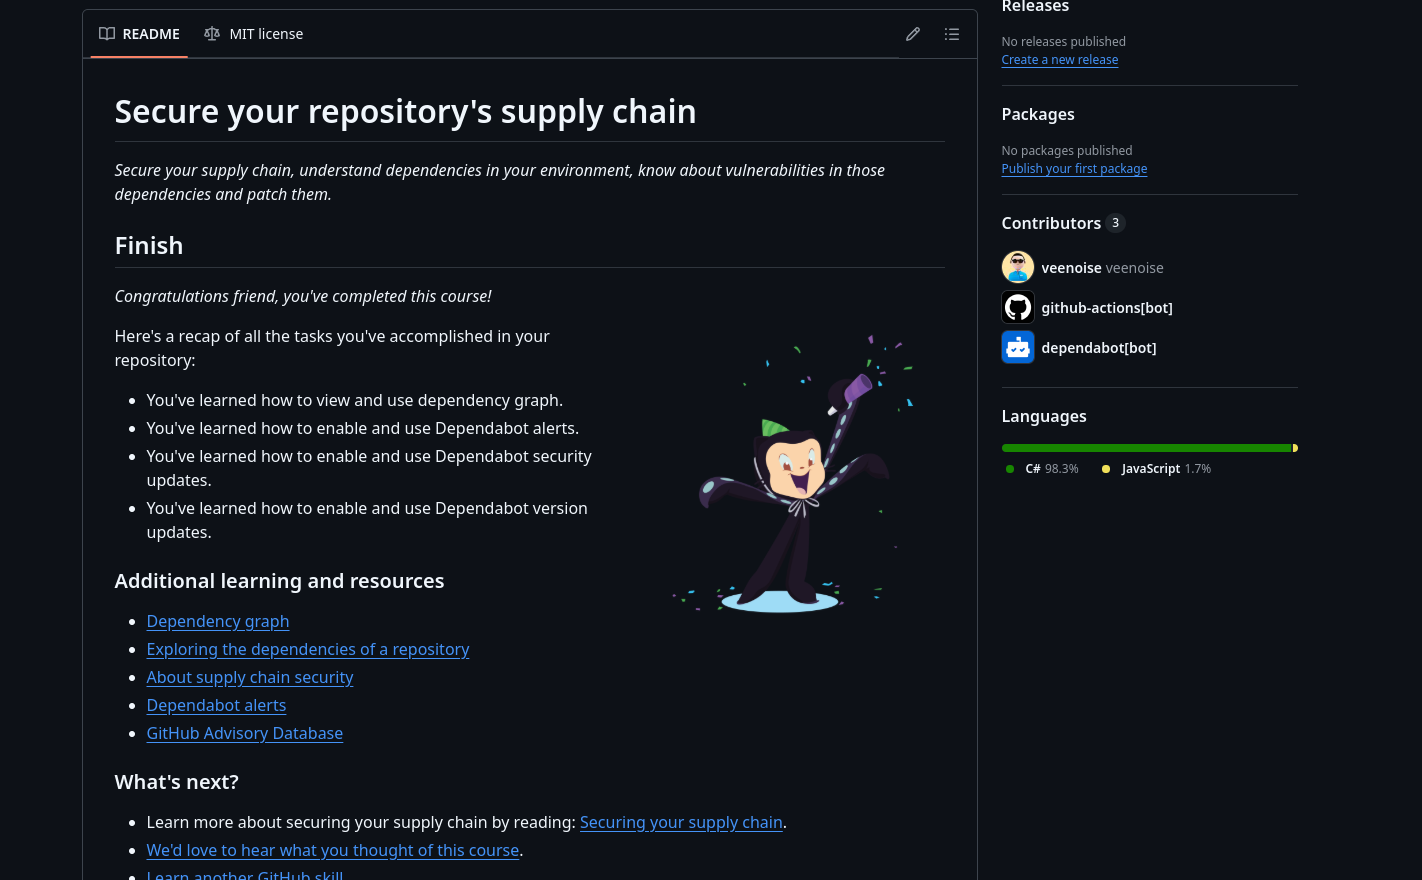 README
MIT license
Secure your repository's supply chain
Secure your supply chain, understand dependencies in your environment, know about vulnerabilities in those
dependencies and patch them.
Finish
Congratulations friend, you've completed this course!
Here's a recap of all the tasks you've accomplished in your
repository:
You've learned how to view and use dependency graph.
You've learned how to enable and use Dependabot alerts.
You've learned how to enable and use Dependabot security
updates.
You've learned how to enable and use Dependabot version
updates.
Additional learning and resources
Dependency graph
Exploring the dependencies of a repository
About supply chain security
Dependabot alerts
GitHub Advisory Database
What's next?
Learn more about securing your supply chain by reading: Securing your supply chain.
We'd love to hear what you thought of this course.
Learn another GitHub skill
Releases
No releases published
Create a new release
Packages
No packages published
Publish your first package
Contributors 3
veenoise veenoise
github-actions[bot]
dependabot[bot]
Languages
C# 98.3% JavaScript 1.7%